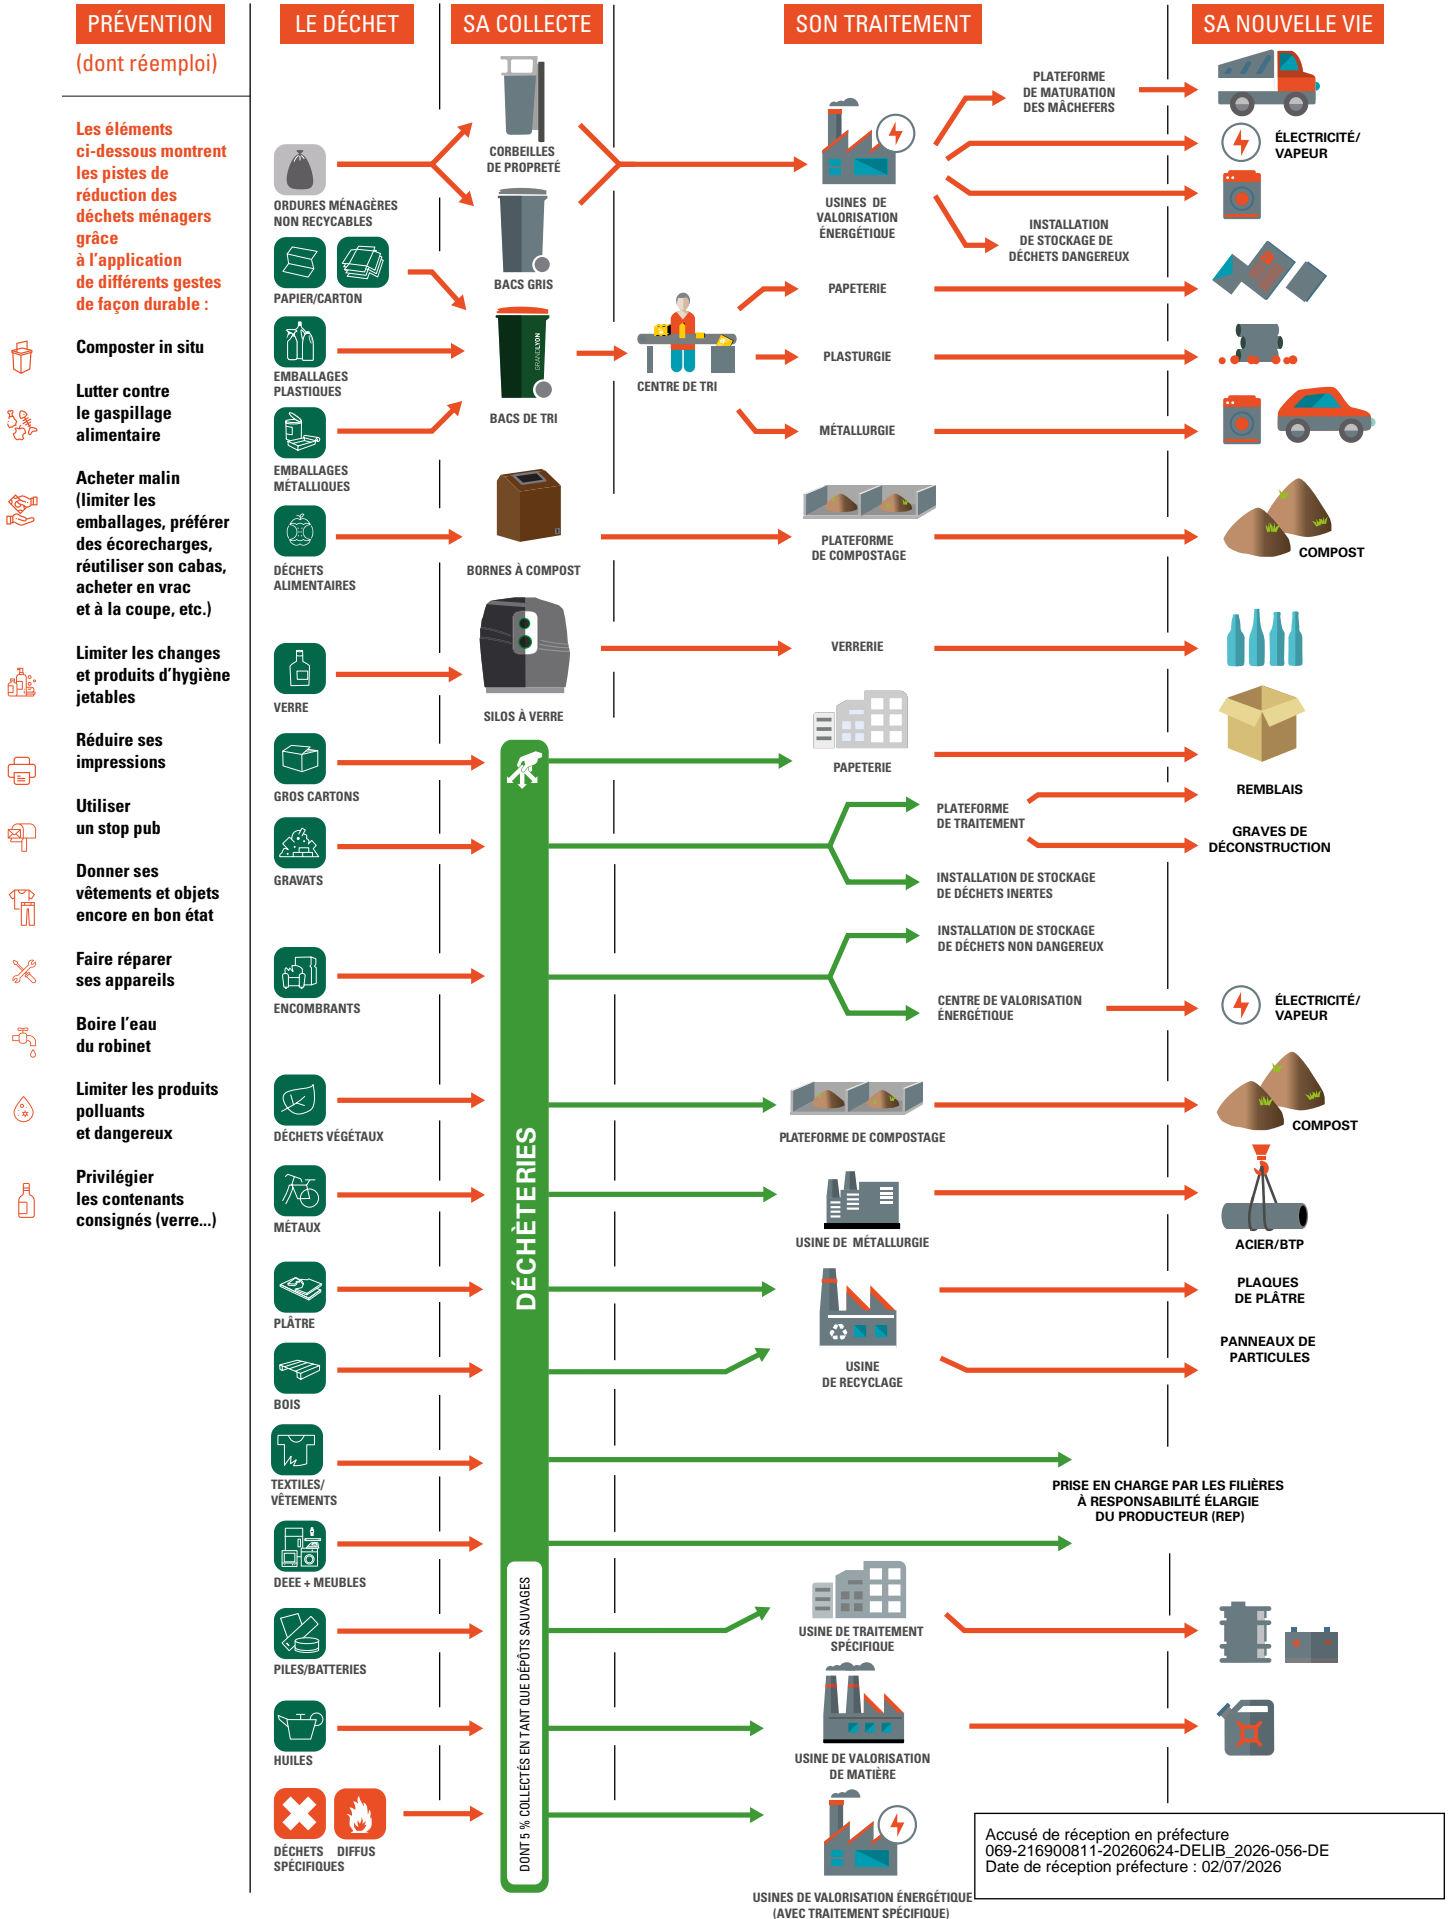 PRÉVENTION
(dont réemploi)
LE DÉCHET
SA COLLECTE
SON TRAITEMENT
SA NOUVELLE VIE
Les éléments
ci-dessous montrent
les pistes de
réduction des
déchets ménagers
grâce
à l'application
de différents gestes
de façon durable :
Composter in situ
Lutter contre
le gaspillage
alimentaire
Acheter malin
(limiter les
emballages, préférer
des écorecharges,
réutiliser son cabas,
acheter en vrac
et à la coupe, etc.)
Limiter les changes
et produits d'hygiène
jetables
Réduire ses
impressions
Utiliser
un stop pub
Donner ses
vêtements et objets
encore en bon état
Faire réparer
ses appareils
Boire l'eau
du robinet
Limiter les produits
polluants
et dangereux
Privilégier
les contenants
consignés (verre...)
ORDURES MÉNAGÈRES
NON RECYCABLES
PAPIER/CARTON
EMBALLAGES
PLASTIQUES
EMBALLAGES
MÉTALLIQUES
DÉCHETS
ALIMENTAIRES
VERRE
GROS CARTONS
GRAVATS
ENCOMBRANTS
DÉCHETS VÉGÉTAUX
MÉTAUX
PLÂTRE
BOIS
TEXTILES/
VÊTEMENTS
DEEE + MEUBLES
PILES/BATTERIES
HUILES
DÉCHETS DIFFUS
SPÉCIFIQUES
CORBEILLES
DE PROPRETÉ
BACS GRIS
GRANDLYON
BACS DE TRI
BORNES À COMPOST
SILOS À VERRE
DÉCHÈTERIES
DONT 5 % COLLECTÉS EN TANT QUE DÉPÔTS SAUVAGES
PLATEFORME
DE MATURATION
DES MÂCHEFERS
USINES DE
VALORISATION
ÉNERGÉTIQUE
INSTALLATION
DE STOCKAGE DE
DÉCHETS DANGEREUX
CENTRE DE TRI
PAPETERIE
PLASTURGIE
MÉTALLURGIE
PLATEFORME
DE COMPOSTAGE
VERRERIE
PAPETERIE
PLATEFORME
DE TRAITEMENT
INSTALLATION DE STOCKAGE
DE DÉCHETS INERTES
INSTALLATION DE STOCKAGE
DE DÉCHETS NON DANGEREUX
CENTRE DE VALORISATION
ÉNERGÉTIQUE
PLATEFORME DE COMPOSTAGE
USINE DE MÉTALLURGIE
USINE
DE RECYCLAGE
USINE DE TRAITEMENT
SPÉCIFIQUE
USINE DE VALORISATION
DE MATIÈRE
USINES DE VALORISATION ÉNERGÉTIQUE
(AVEC TRAITEMENT SPÉCIFIQUE)
ÉLECTRICITÉ/
VAPEUR
COMPOST
REMBLAIS
GRAVES DE
DÉCONSTRUCTION
ÉLECTRICITÉ/
VAPEUR
COMPOST
ACIER/BTP
PLAQUES
DE PLÂTRE
PANNEAUX DE
PARTICULES
PRISE EN CHARGE PAR LES FILIÈRES
À RESPONSABILITÉ ÉLARGIE
DU PRODUCTEUR (REP)
Accusé de réception en préfecture
069-216900811-20260624-DELIB_2026-056-DE
Date de réception préfecture : 02/07/2026